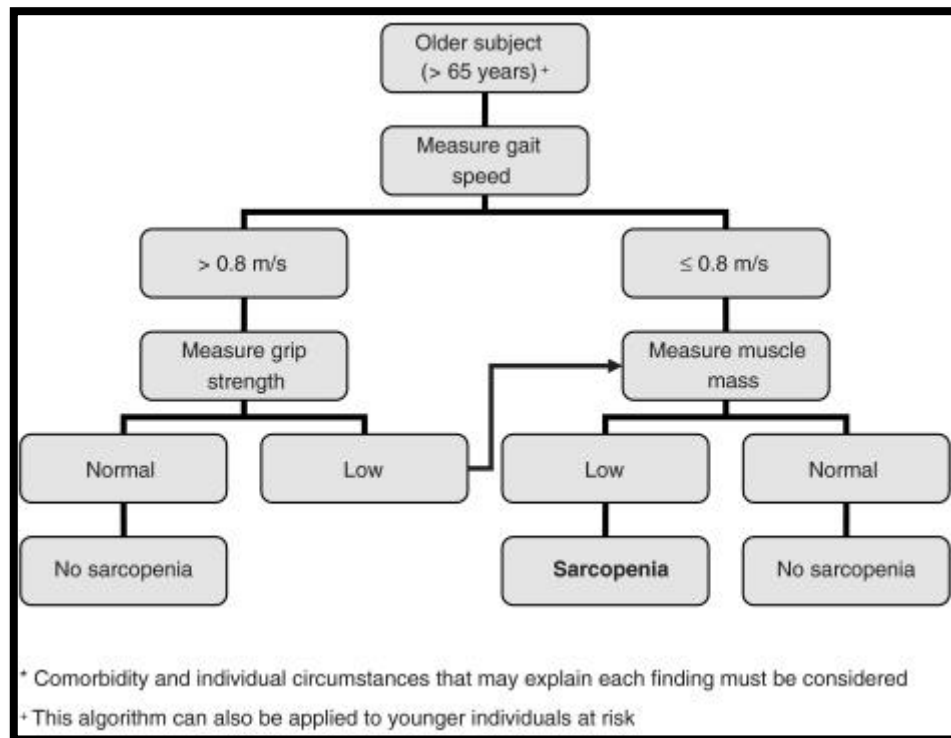 Older subject
(> 65 years)⁺
Measure gait
speed
> 0.8 m/s
≤ 0.8 m/s
Measure grip
strength
Measure muscle
mass
Normal
Low
Low
Normal
No sarcopenia
Sarcopenia
No sarcopenia
* Comorbidity and individual circumstances that may explain each finding must be considered
⁺ This algorithm can also be applied to younger individuals at risk